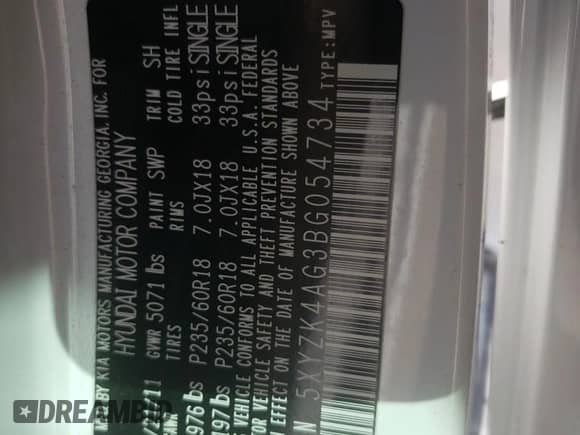 BY KIA MOTORS MANUFACTURING GEORGIA, INC. FOR
HYUNDAI MOTOR COMPANY
11 GVWR 5071 lbs PAINT SWP TRIM SH
TIRES RIMS COLD TIRE INFL
976 lbs P235/60R18 7.0JX18 33psi SINGLE
197 lbs P235/60R18 7.0JX18 33psi SINGLE
VEHICLE CONFORMS TO ALL APPLICABLE U.S.A. FEDERAL
VEHICLE SAFETY AND THEFT PREVENTION STANDARDS
IN EFFECT ON THE DATE OF MANUFACTURE SHOWN ABOVE
5XYZK4AG3BG054734 TYPE:MPV
DREAMBID